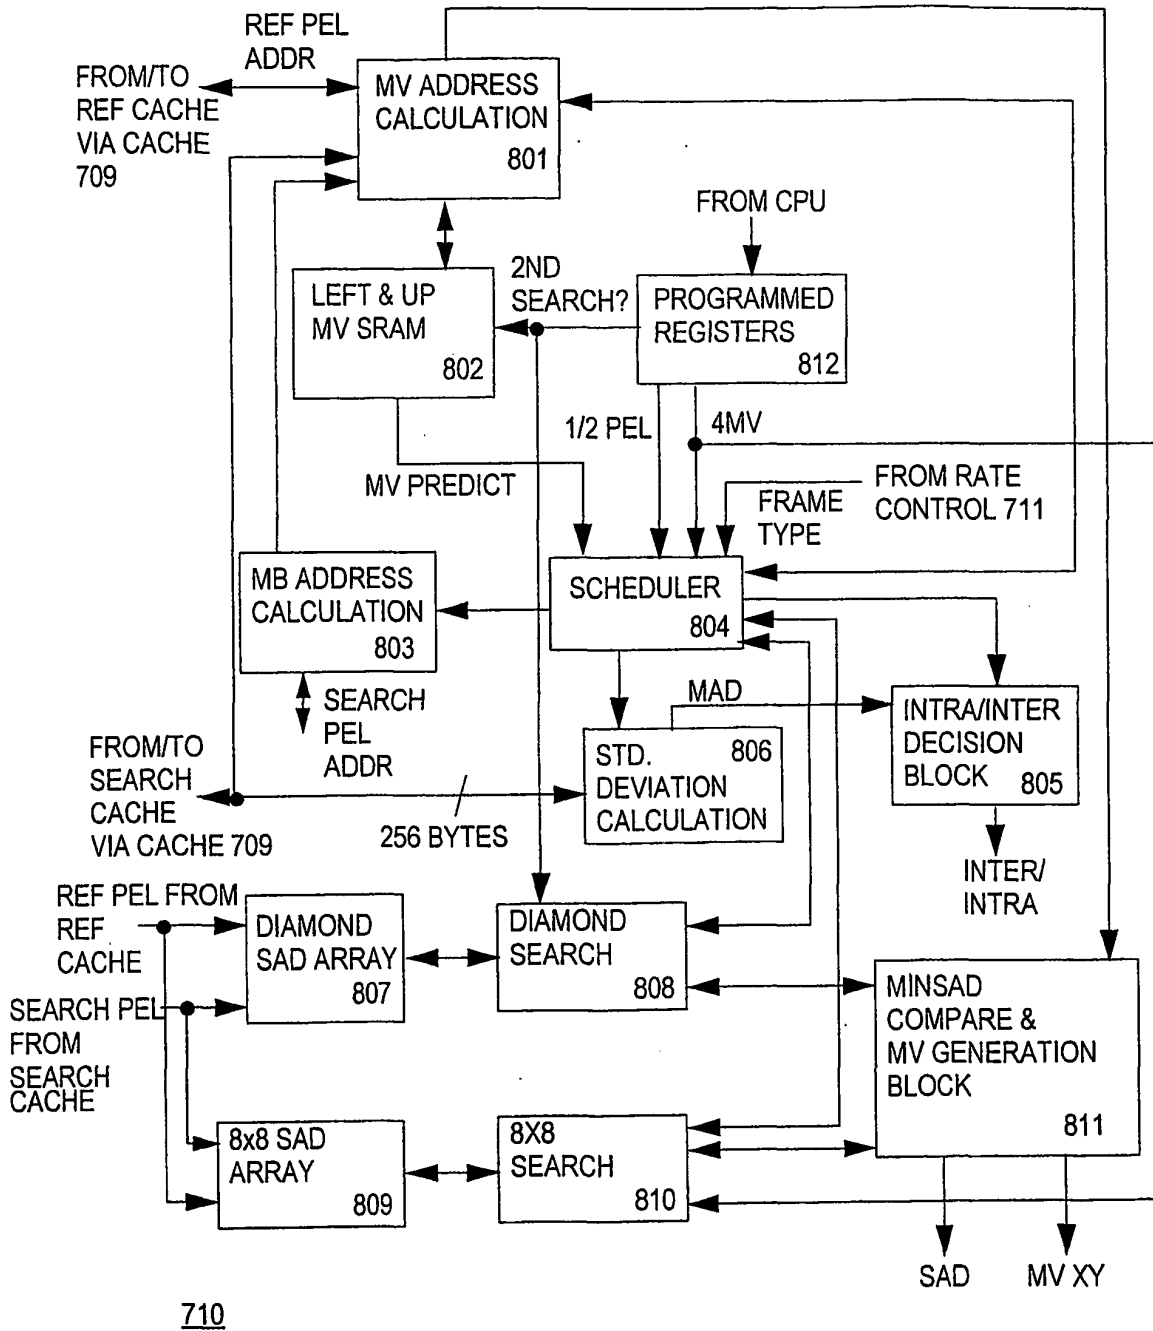 REF PEL
ADDR
FROM/TO
REF CACHE
VIA CACHE
709
MV ADDRESS
CALCULATION
801
FROM CPU
2ND
SEARCH?
LEFT & UP
MV SRAM
802
PROGRAMMED
REGISTERS
812
1/2 PEL
4MV
MV PREDICT
FROM RATE
CONTROL 711
FRAME
TYPE
MB ADDRESS
CALCULATION
803
SCHEDULER
804
SEARCH
PEL
ADDR
MAD
INTRA/INTER
DECISION
BLOCK
805
FROM/TO
SEARCH
CACHE
VIA CACHE 709
256 BYTES
STD.
806
DEVIATION
CALCULATION
INTER/
INTRA
REF PEL FROM
REF
CACHE
DIAMOND
SAD ARRAY
807
DIAMOND
SEARCH
808
SEARCH PEL
FROM
SEARCH
CACHE
MINSAD
COMPARE &
MV GENERATION
BLOCK
811
8x8 SAD
ARRAY
809
8X8
SEARCH
810
SAD
MV XY
710